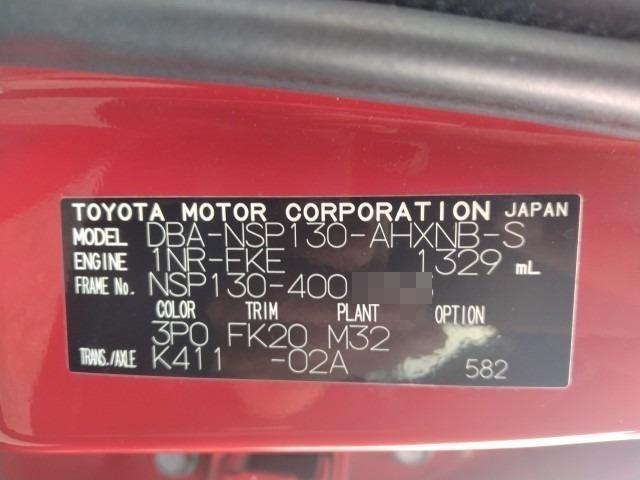 TOYOTA MOTOR CORPORATION JAPAN
MODEL DBA-NSP130-AHXNB-S
ENGINE 1NR-FKE 1329 mL
FRAME No. NSP130-400
COLOR TRIM PLANT OPTION
3P0 FK20 M32
TRANS./AXLE K411 -02A 582